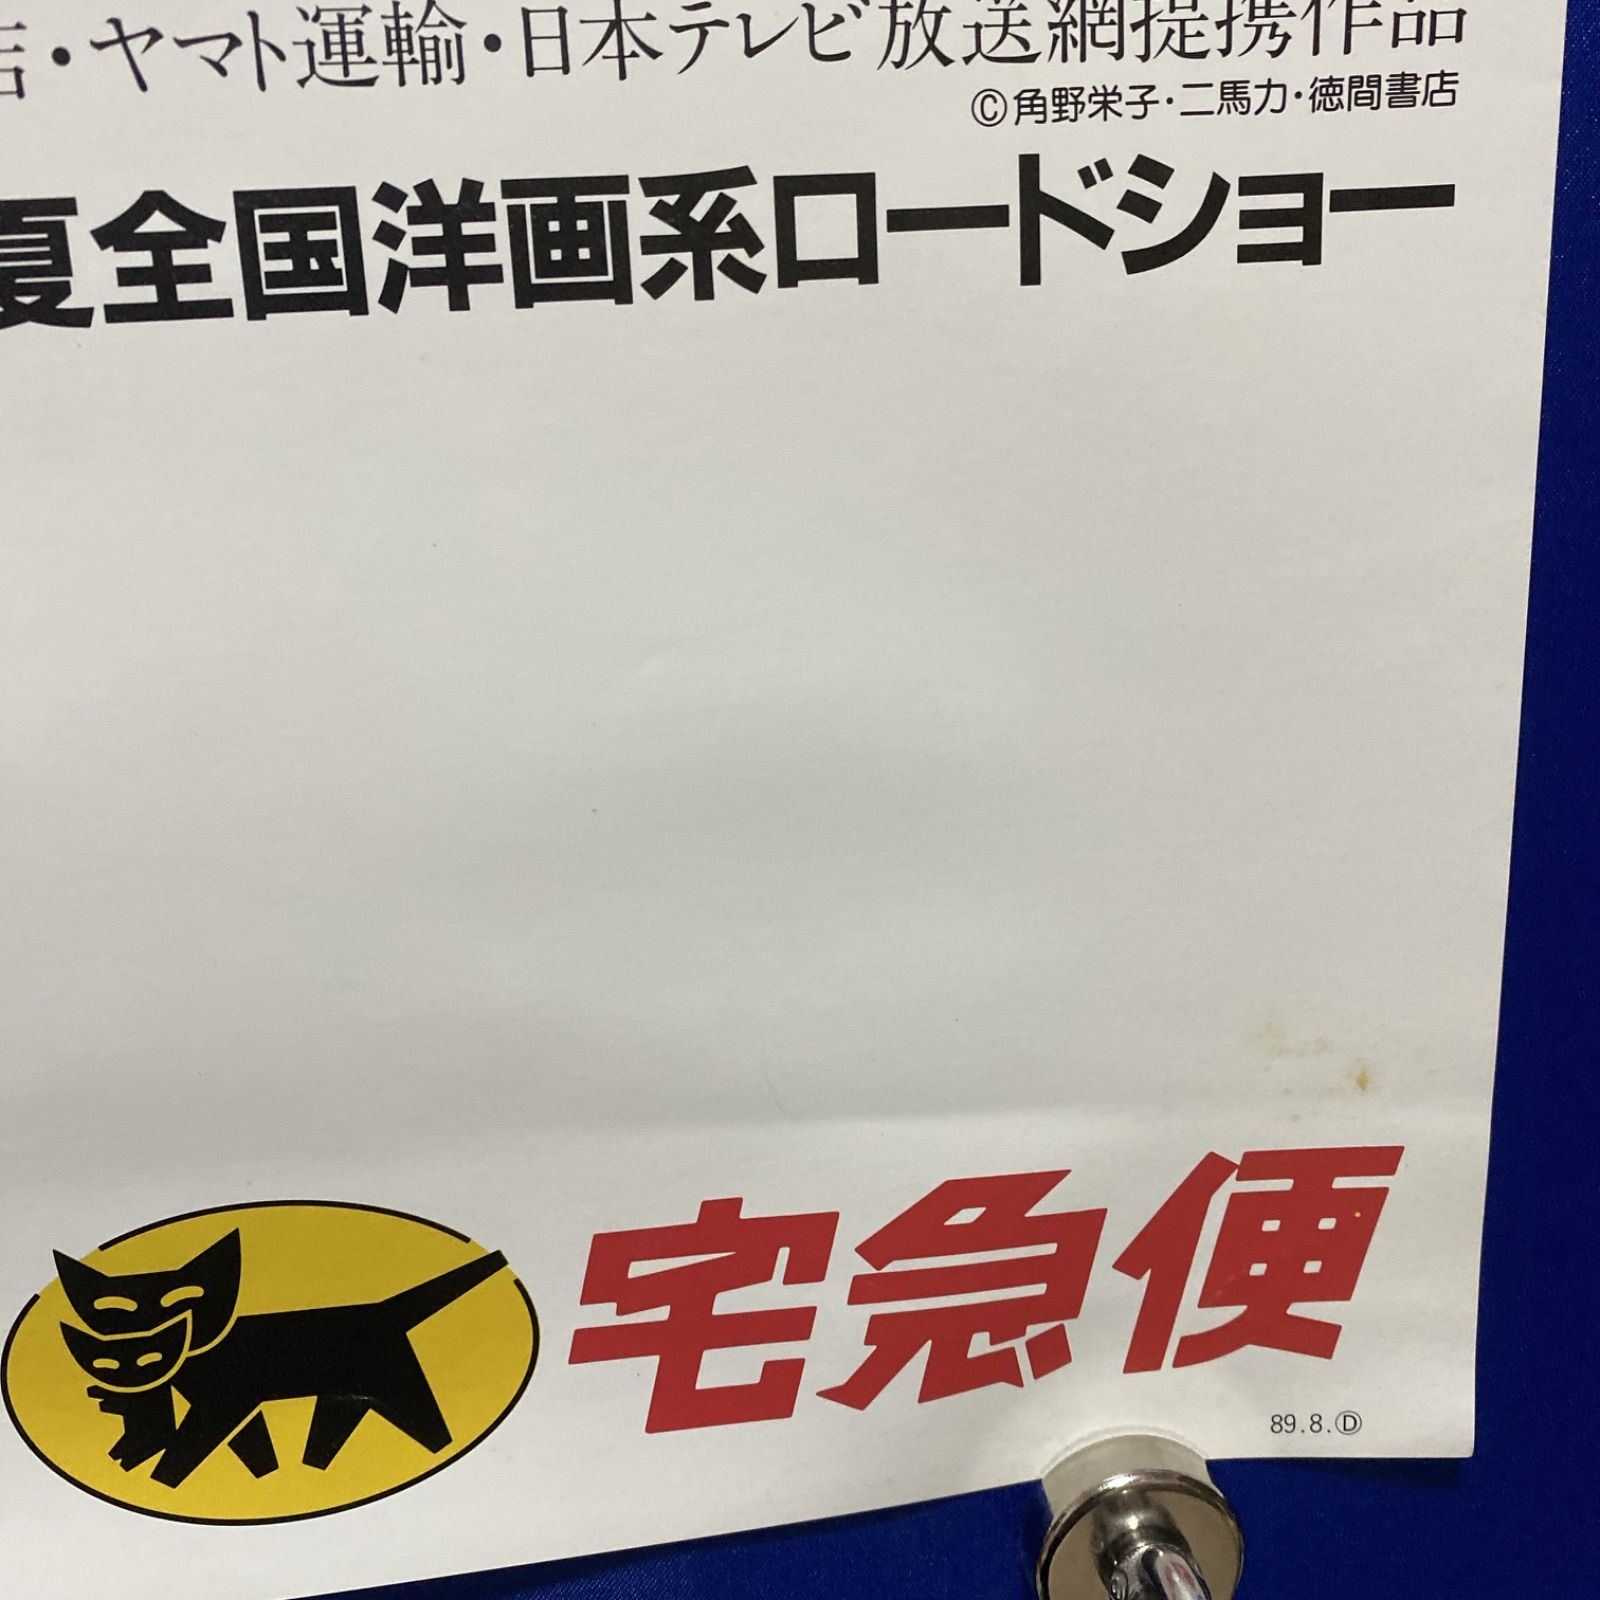 店・ヤマト運輸・日本テレビ放送網提携作品
©角野栄子・二馬力・徳間書店
夏全国洋画系ロードショー
宅急便
89.8.Ⓓ